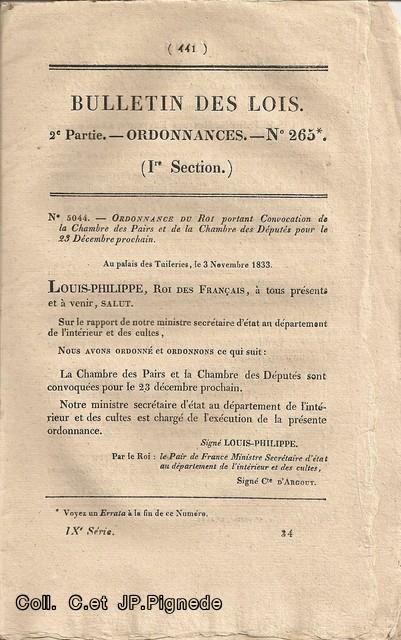 ( 441 )
BULLETIN DES LOIS.
2e Partie. — ORDONNANCES. — N° 265*.
(Ire Section.)
N° 5044. — ORDONNANCE DU ROI portant Convocation de
la Chambre des Pairs et de la Chambre des Députés pour le
23 Décembre prochain.
Au palais des Tuileries, le 3 Novembre 1833.
LOUIS-PHILIPPE, ROI DES FRANÇAIS, à tous présents
et à venir, SALUT.
Sur le rapport de notre ministre secrétaire d'état au département
de l'intérieur et des cultes,
NOUS AVONS ORDONNÉ et ORDONNONS ce qui suit :
La Chambre des Pairs et la Chambre des Députés sont
convoquées pour le 23 décembre prochain.
Notre ministre secrétaire d'état au département de l'inté-
rieur et des cultes est chargé de l'exécution de la présente
ordonnance.
Signé LOUIS-PHILIPPE.
Par le Roi : le Pair de France Ministre Secrétaire d'état
au département de l'intérieur et des cultes,
Signé Cte D'ARGOUT.
* Voyez un Errata à la fin de ce Numéro.
IXe Série. 34
Coll. C.et JP.Pignede